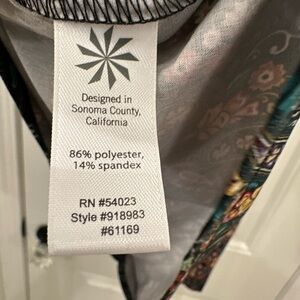 Designed in
Sonoma County,
California
86% polyester,
14% spandex
RN #54023
Style #918983
#61169